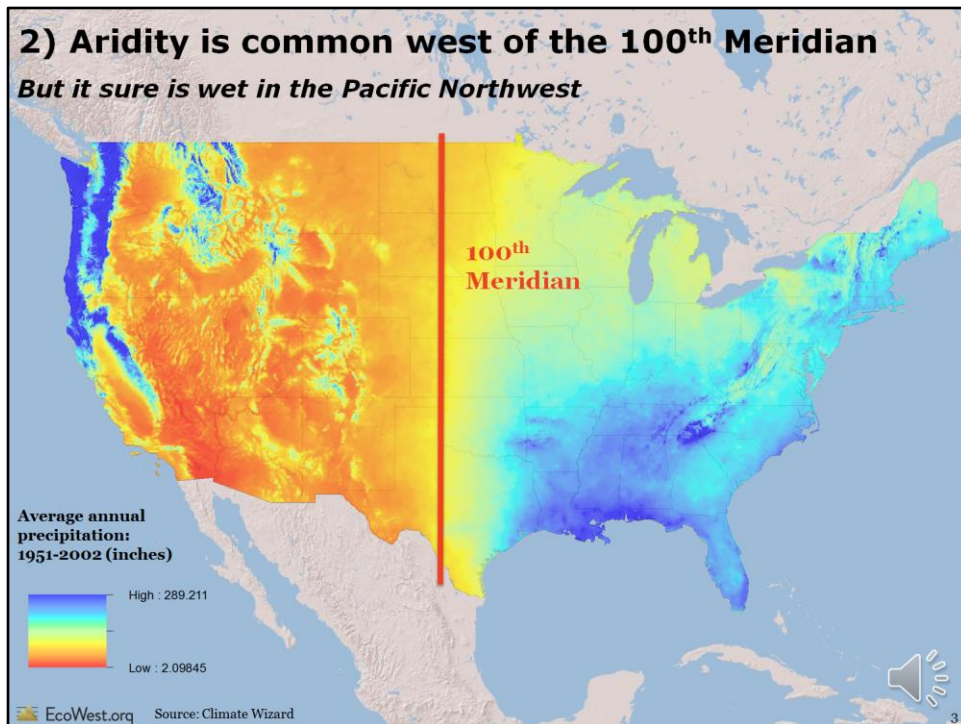 2) Aridity is common west of the 100th Meridian
But it sure is wet in the Pacific Northwest
100th
Meridian
Average annual
precipitation:
1951-2002 (inches)
High : 289.211
Low : 2.09845
EcoWest.org
Source: Climate Wizard
3